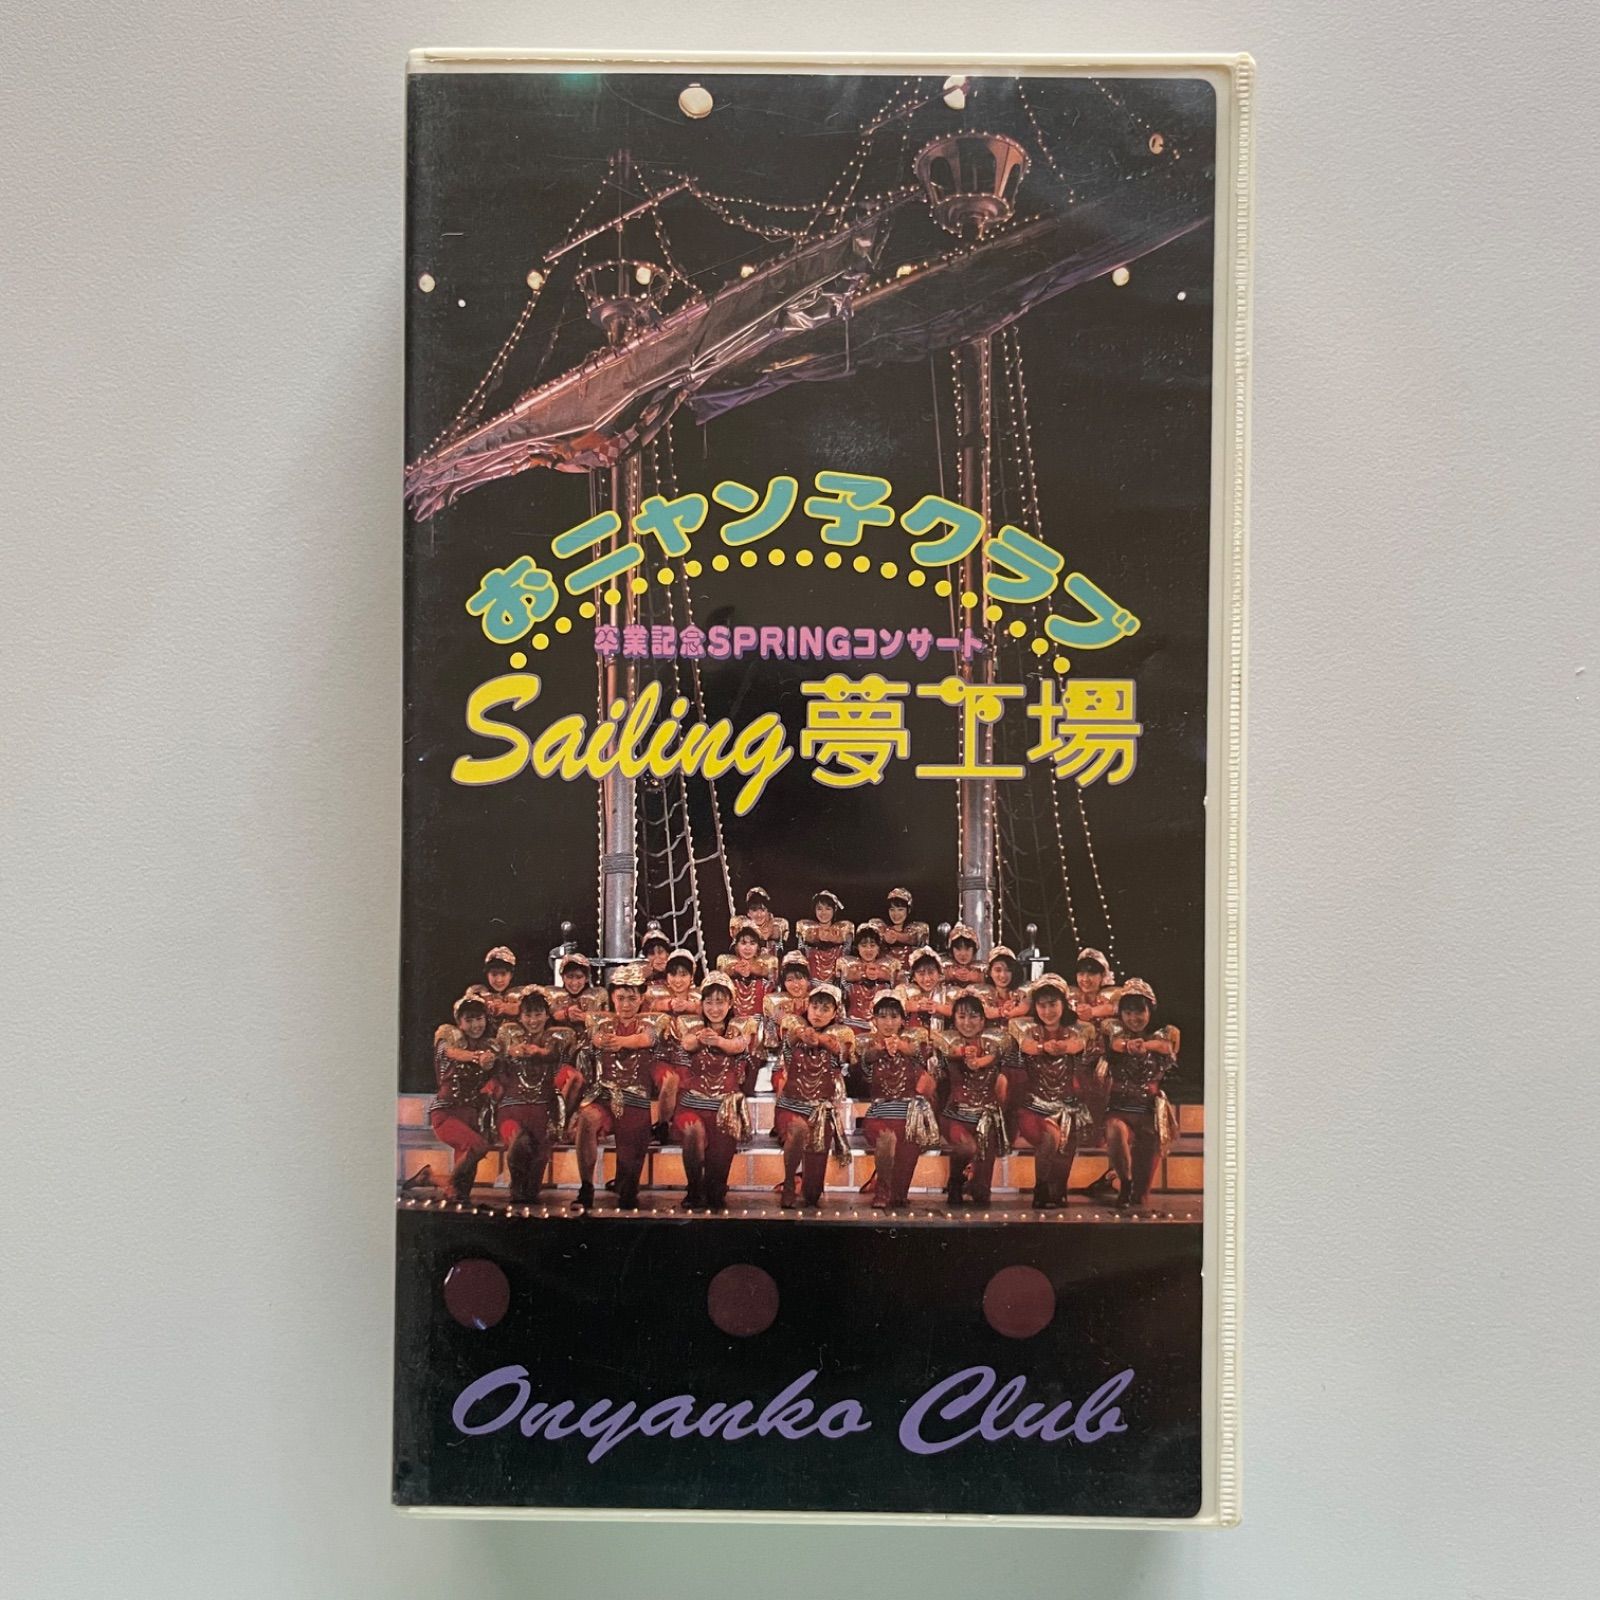 おニャン子クラブ
卒業記念SPRINGコンサート
Sailing夢工場
Onyanko Club